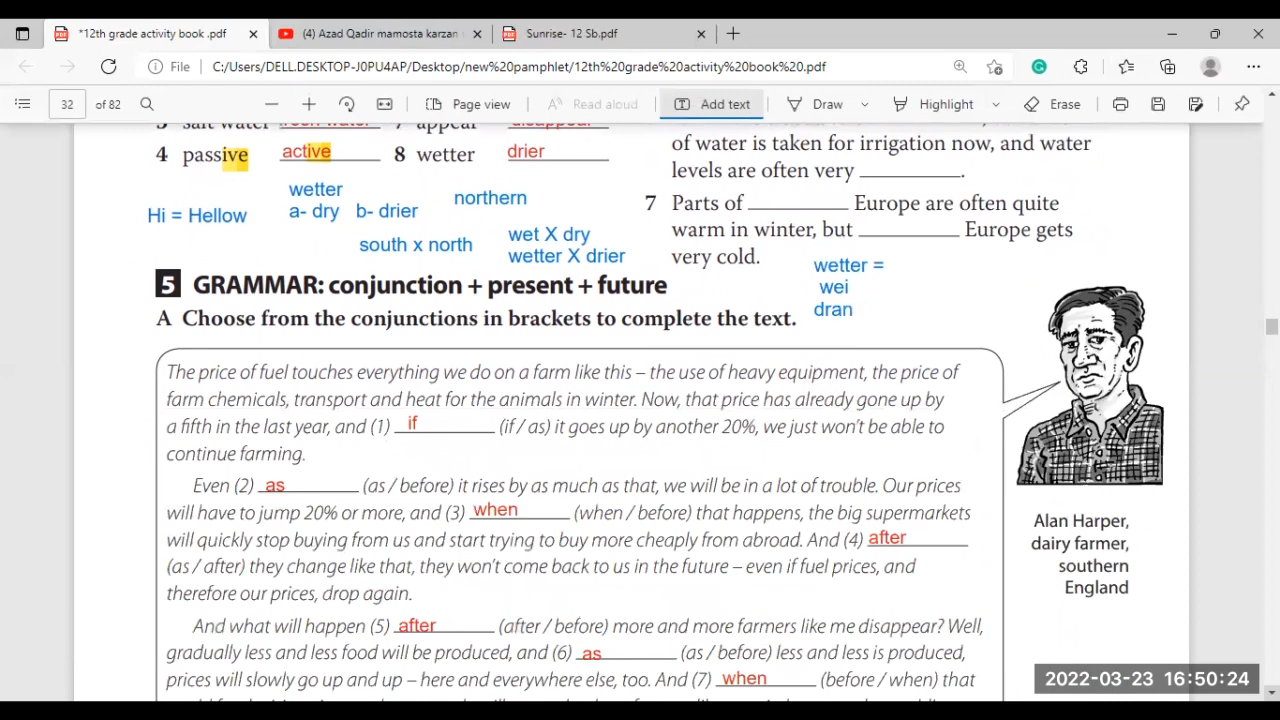 *12th grade activity book .pdf
(4) Azad Qadir mamosta karzan
Sunrise- 12 Sb.pdf
File
C:/Users/DELL.DESKTOP-J0PU4AP/Desktop/new%20pamphlet/12th%20grade%20activity%20book%20.pdf
32 of 82
Page view
Read aloud
Add text
Draw
Highlight
Erase
salt water fresh water 7 appear disappear
4 passive active 8 wetter drier
wetter
a- dry b- drier
northern
Hi = Hellow
south x north
wet X dry
wetter X drier
of water is taken for irrigation now, and water
levels are often very __________.
7 Parts of __________ Europe are often quite
warm in winter, but __________ Europe gets
very cold.
wetter =
wei
dran
5 GRAMMAR: conjunction + present + future
A Choose from the conjunctions in brackets to complete the text.
The price of fuel touches everything we do on a farm like this – the use of heavy equipment, the price of
farm chemicals, transport and heat for the animals in winter. Now, that price has already gone up by
a fifth in the last year, and (1) if (if / as) it goes up by another 20%, we just won't be able to
continue farming.
Even (2) as (as / before) it rises by as much as that, we will be in a lot of trouble. Our prices
will have to jump 20% or more, and (3) when (when / before) that happens, the big supermarkets
will quickly stop buying from us and start trying to buy more cheaply from abroad. And (4) after
(as / after) they change like that, they won't come back to us in the future – even if fuel prices, and
therefore our prices, drop again.
And what will happen (5) after (after / before) more and more farmers like me disappear? Well,
gradually less and less food will be produced, and (6) as (as / before) less and less is produced,
prices will slowly go up and up – here and everywhere else, too. And (7) when (before / when) that
Alan Harper,
dairy farmer,
southern
England
2022-03-23 16:50:24